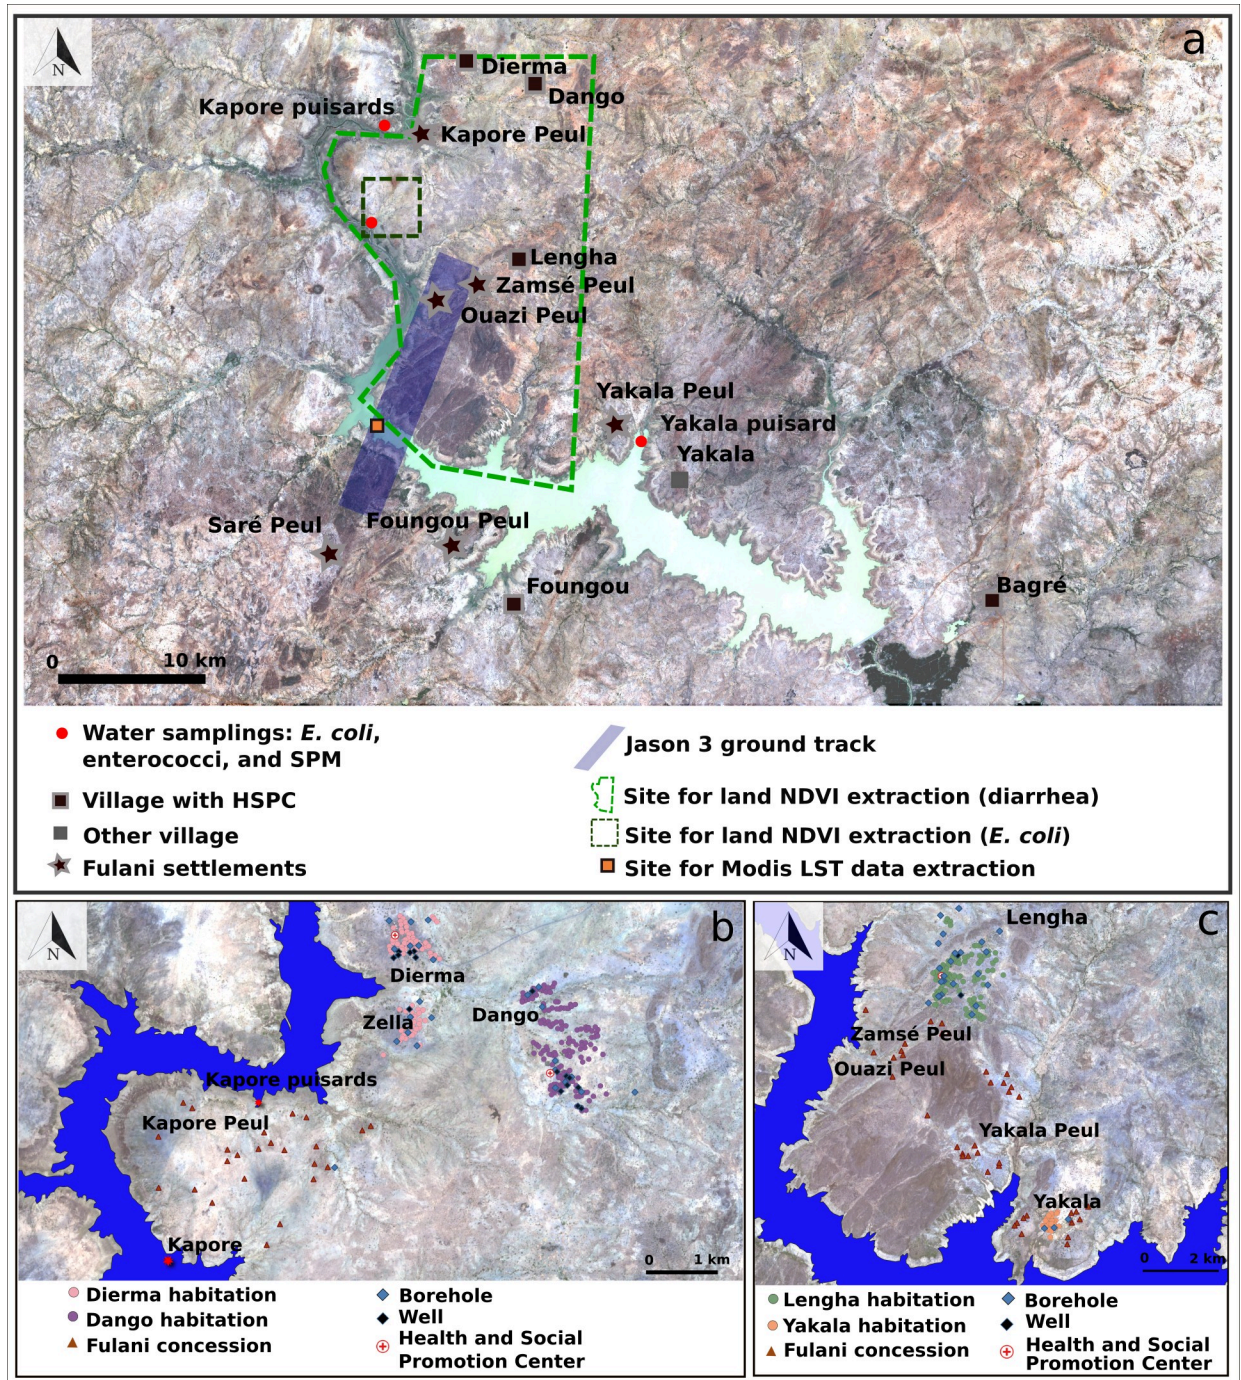 a
N
Dierma
Dango
Kapore puisards
Kapore Peul
Lengha
Zamsé Peul
Ouazi Peul
Yakala Peul
Yakala puisard
Yakala
Saré Peul
Foungou Peul
Foungou
Bagré
0 10 km
Water samplings: E. coli,
enterococci, and SPM
Village with HSPC
Other village
Fulani settlements
Jason 3 ground track
Site for land NDVI extraction (diarrhea)
Site for land NDVI extraction (E. coli)
Site for Modis LST data extraction
b
N
Dierma
Zella
Dango
Kapore puisards
Kapore Peul
Kapore
0 1 km
Dierma habitation
Dango habitation
Fulani concession
Borehole
Well
Health and Social
Promotion Center
c
N
Lengha
Zamsé Peul
Ouazi Peul
Yakala Peul
Yakala
0 2 km
Lengha habitation
Yakala habitation
Fulani concession
Borehole
Well
Health and Social
Promotion Center